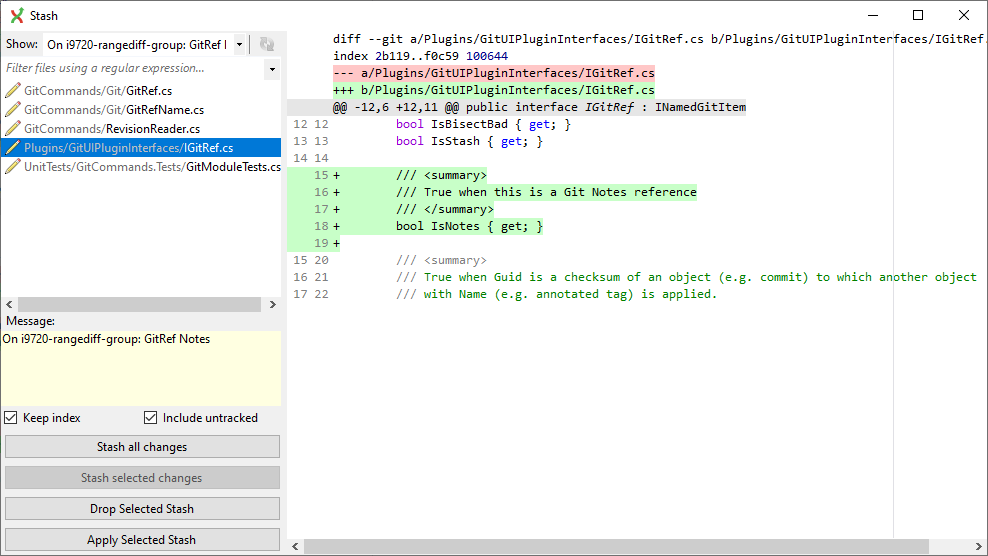 Stash
Show: On i9720-rangediff-group: GitRef
Filter files using a regular expression...
GitCommands/Git/GitRef.cs
GitCommands/Git/GitRefName.cs
GitCommands/RevisionReader.cs
Plugins/GitUIPluginInterfaces/IGitRef.cs
UnitTests/GitCommands.Tests/GitModuleTests.cs
Message:
On i9720-rangediff-group: GitRef Notes
Keep index Include untracked
Stash all changes
Stash selected changes
Drop Selected Stash
Apply Selected Stash
diff --git a/Plugins/GitUIPluginInterfaces/IGitRef.cs b/Plugins/GitUIPluginInterfaces/IGitRef.
index 2b119..f0c59 100644
--- a/Plugins/GitUIPluginInterfaces/IGitRef.cs
+++ b/Plugins/GitUIPluginInterfaces/IGitRef.cs
@@ -12,6 +12,11 @@ public interface IGitRef : INamedGitItem
12 12 bool IsBisectBad { get; }
13 13 bool IsStash { get; }
14 14
15 + /// <summary>
16 + /// True when this is a Git Notes reference
17 + /// </summary>
18 + bool IsNotes { get; }
19 +
15 20 /// <summary>
16 21 /// True when Guid is a checksum of an object (e.g. commit) to which another object
17 22 /// with Name (e.g. annotated tag) is applied.